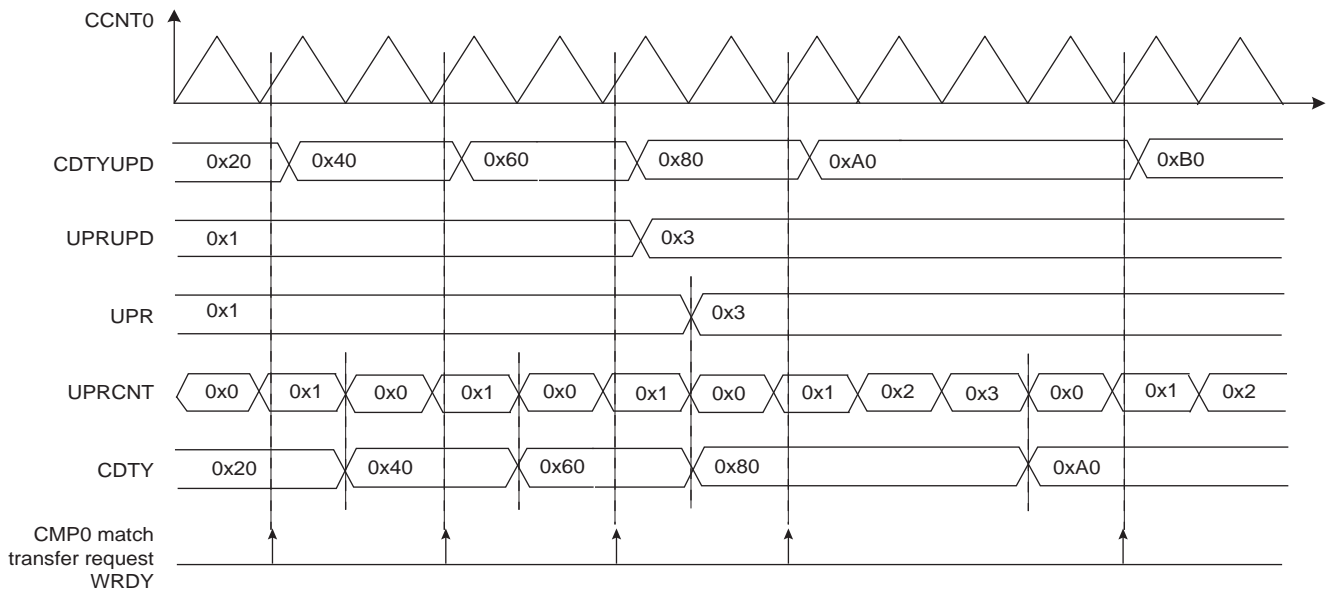 CCNT0
CDTYUPD 0x20 0x40 0x60 0x80 0xA0 0xB0
UPRUPD 0x1 0x3
UPR 0x1 0x3
UPRCNT 0x0 0x1 0x0 0x1 0x0 0x1 0x0 0x1 0x2 0x3 0x0 0x1 0x2
CDTY 0x20 0x40 0x60 0x80 0xA0
CMP0 match
transfer request
WRDY